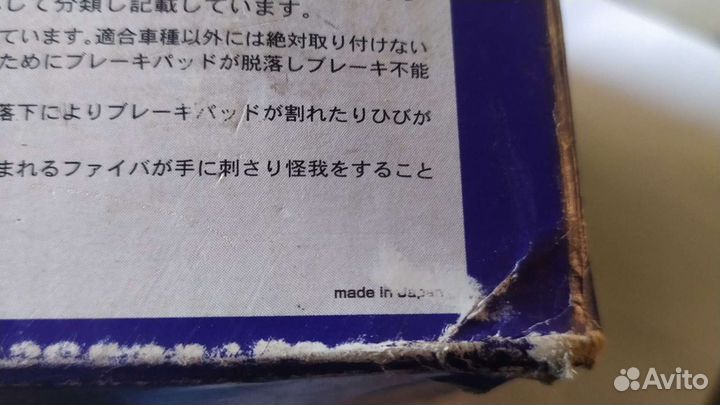 して分類し記載しています。
ています。適合車種以外には絶対取り付けない
ためにブレーキパッドが脱落しブレーキ不能
落下によりブレーキパッドが割れたりひびが
まれるファイバが手に刺さり怪我をすること
made in Japan
Avito